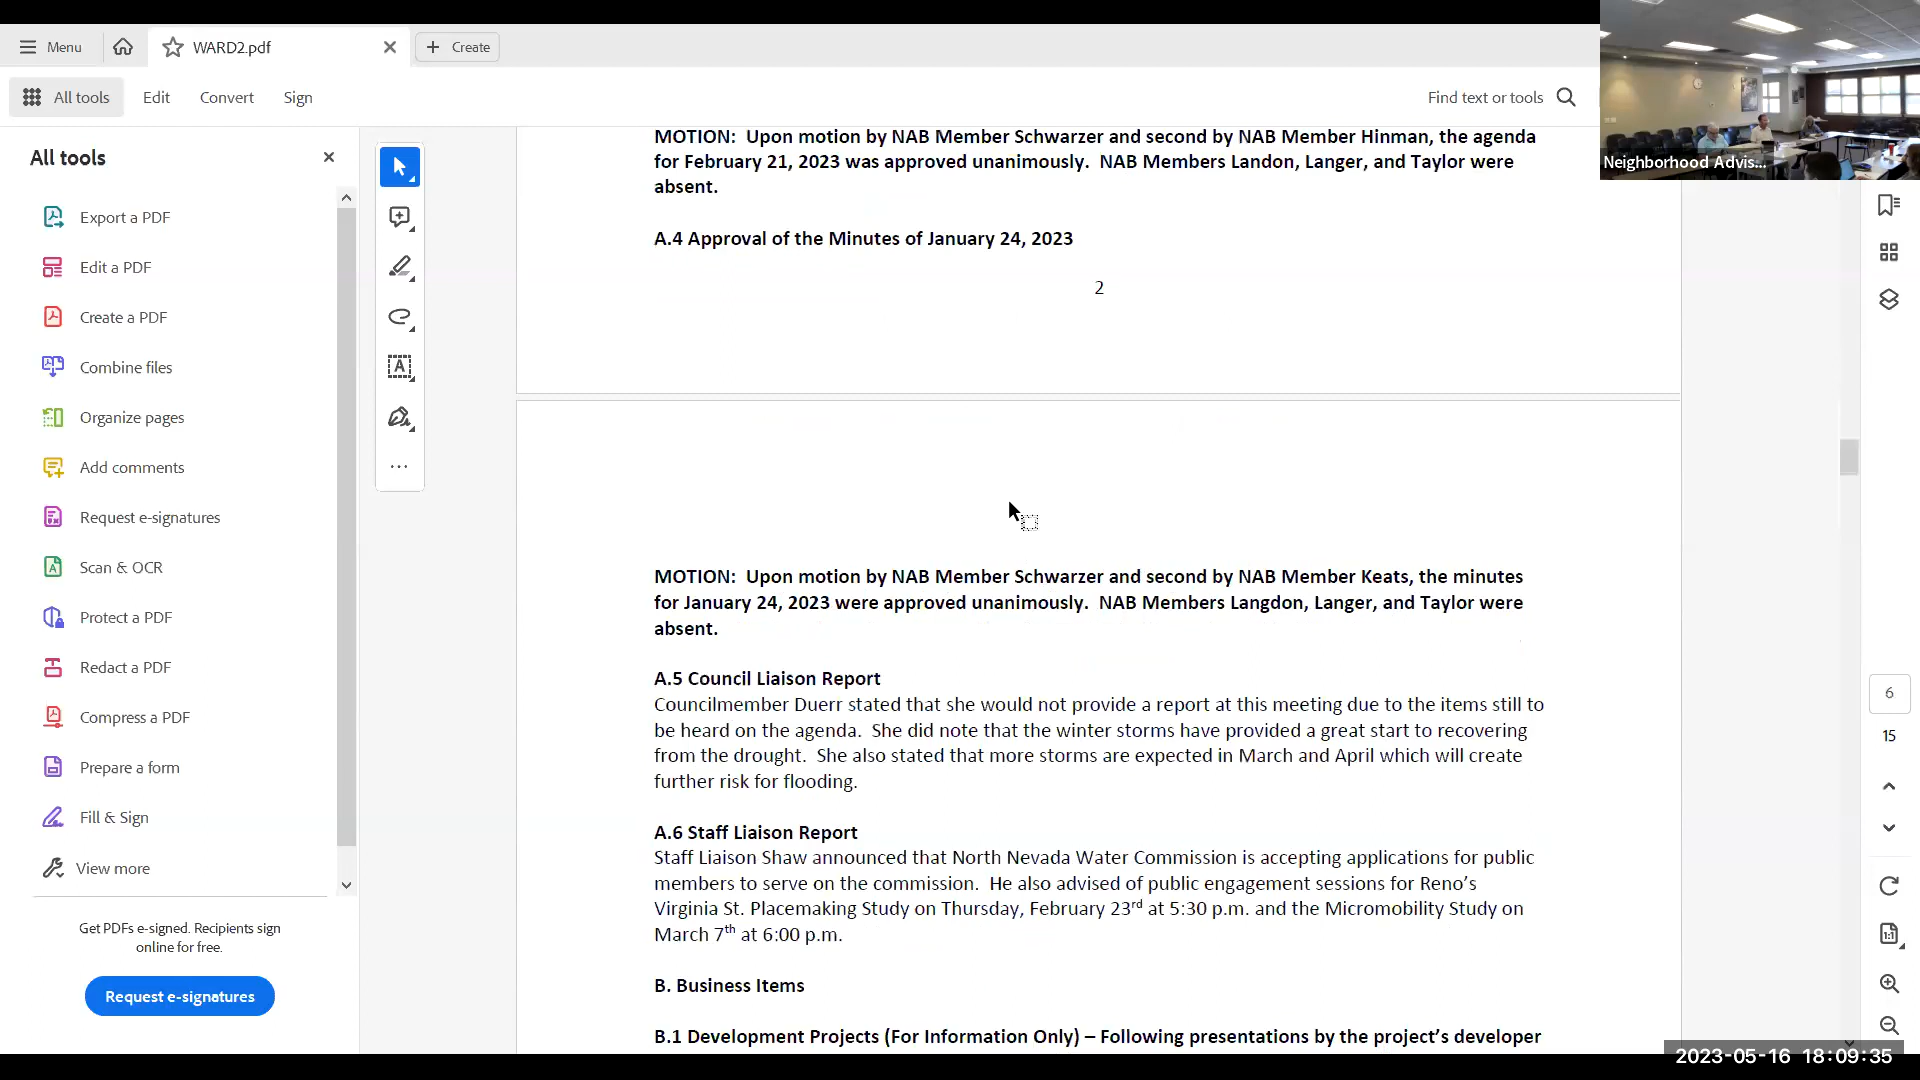 Menu
WARD2.pdf
Create
All tools
Edit
Convert
Sign
Find text or tools
Neighborhood Advis...
All tools
Export a PDF
Edit a PDF
Create a PDF
Combine files
Organize pages
Add comments
Request e-signatures
Scan & OCR
Protect a PDF
Redact a PDF
Compress a PDF
Prepare a form
Fill & Sign
View more
Get PDFs e-signed. Recipients sign
online for free.
Request e-signatures
MOTION:  Upon motion by NAB Member Schwarzer and second by NAB Member Hinman, the agenda
for February 21, 2023 was approved unanimously.  NAB Members Landon, Langer, and Taylor were
absent.
A.4 Approval of the Minutes of January 24, 2023
2
MOTION:  Upon motion by NAB Member Schwarzer and second by NAB Member Keats, the minutes
for January 24, 2023 were approved unanimously.  NAB Members Langdon, Langer, and Taylor were
absent.
A.5 Council Liaison Report
Councilmember Duerr stated that she would not provide a report at this meeting due to the items still to
be heard on the agenda.  She did note that the winter storms have provided a great start to recovering
from the drought.  She also stated that more storms are expected in March and April which will create
further risk for flooding.
A.6 Staff Liaison Report
Staff Liaison Shaw announced that North Nevada Water Commission is accepting applications for public
members to serve on the commission.  He also advised of public engagement sessions for Reno’s
Virginia St. Placemaking Study on Thursday, February 23rd at 5:30 p.m. and the Micromobility Study on
March 7th at 6:00 p.m.
B. Business Items
B.1 Development Projects (For Information Only) – Following presentations by the project’s developer
6
15
2023-05-16 18:09:35